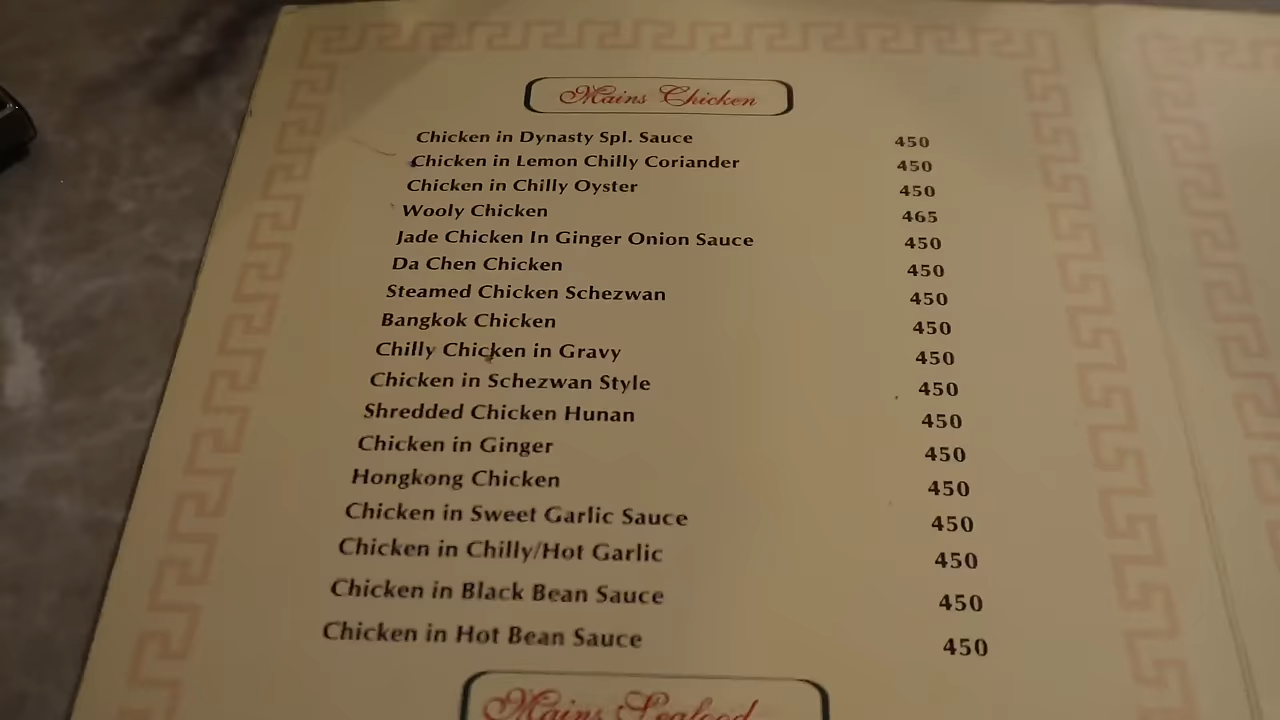 Mains Chicken
Chicken in Dynasty Spl. Sauce 450
Chicken in Lemon Chilly Coriander 450
Chicken in Chilly Oyster 450
Wooly Chicken 465
Jade Chicken In Ginger Onion Sauce 450
Da Chen Chicken 450
Steamed Chicken Schezwan 450
Bangkok Chicken 450
Chilly Chicken in Gravy 450
Chicken in Schezwan Style 450
Shredded Chicken Hunan 450
Chicken in Ginger 450
Hongkong Chicken 450
Chicken in Sweet Garlic Sauce 450
Chicken in Chilly/Hot Garlic 450
Chicken in Black Bean Sauce 450
Chicken in Hot Bean Sauce 450
Mains Seafood